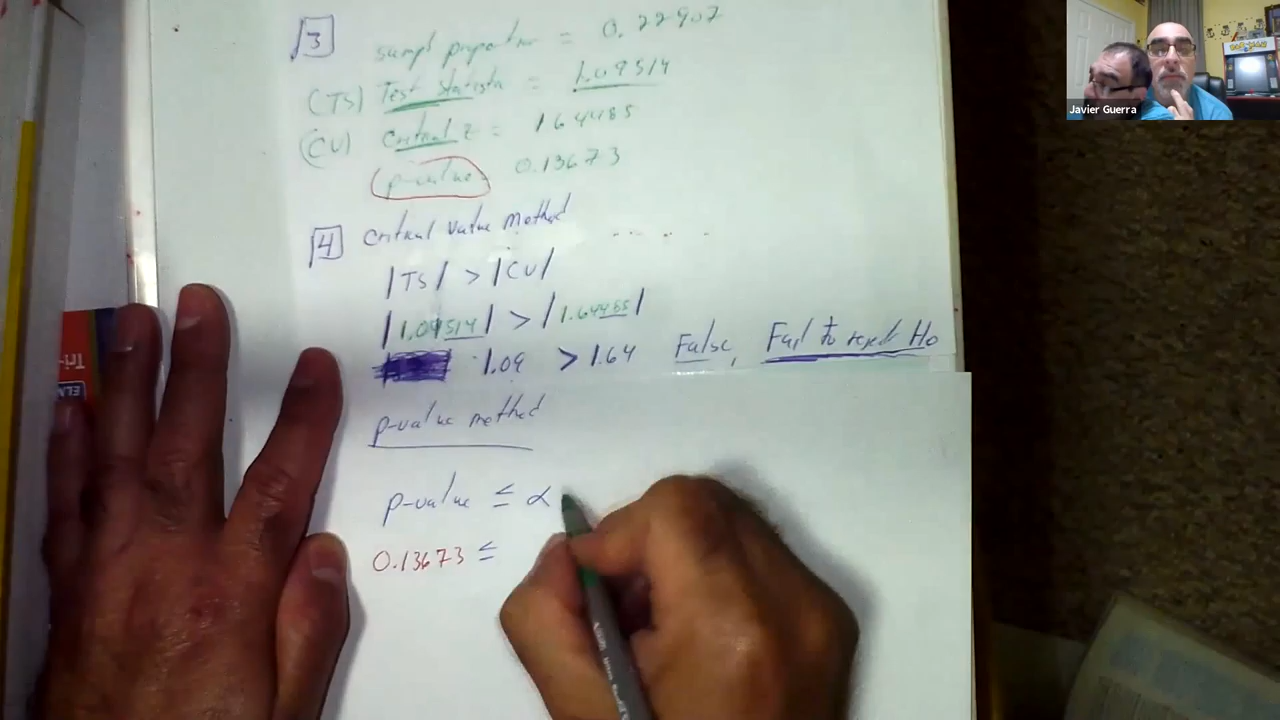 3 sampl proportion = 0.22902
(TS) Test Statistic = 1.09514
(CV) Critical Z = 1.64485
p-value 0.13673
4 Critical Value Method
|TS| > |CV|
|1.09514| > |1.64485|
1.09 > 1.64 False, Fail to reject Ho
p-value method
p-value ≤ α
0.13673 ≤
Javier Guerra